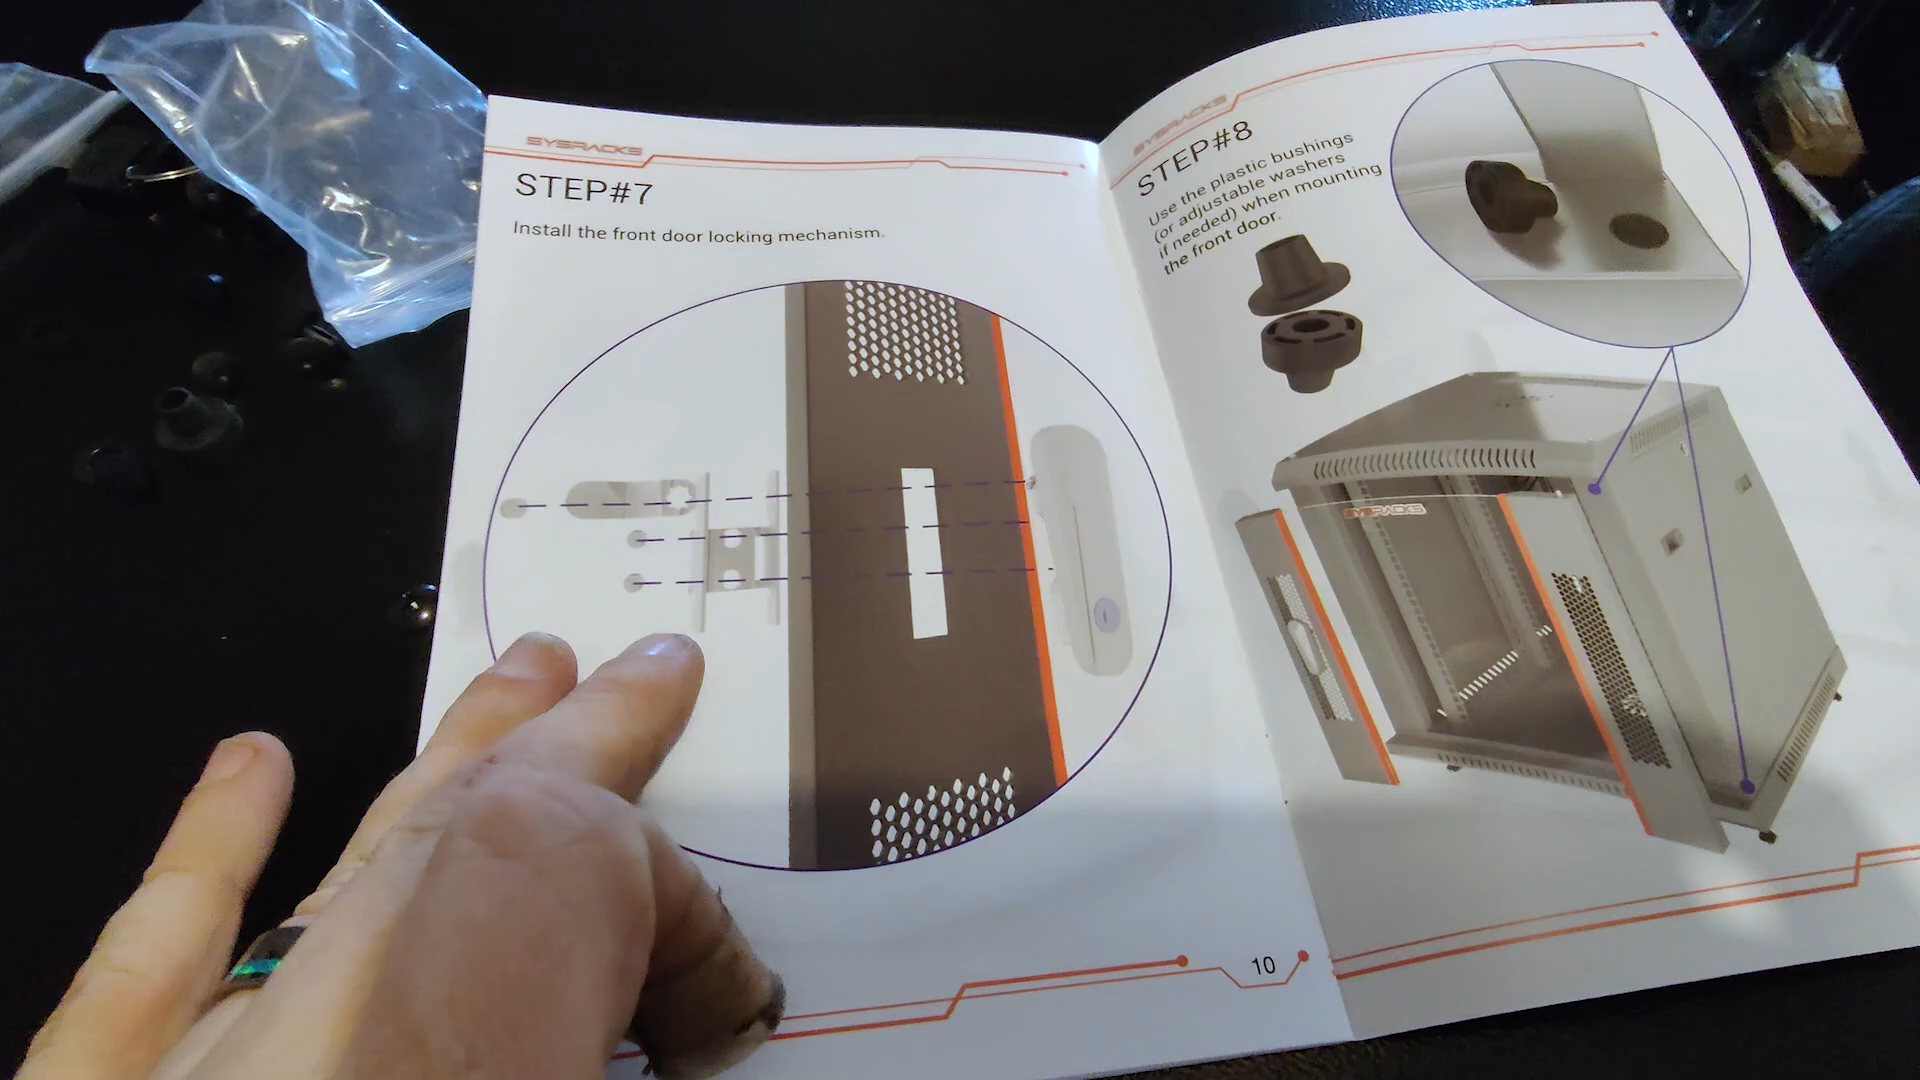 SYSRACKS
STEP#7
Install the front door locking mechanism.
10
SYSRACKS
STEP#8
Use the plastic bushings
(or adjustable washers
if needed) when mounting
the front door.
SYSRACKS